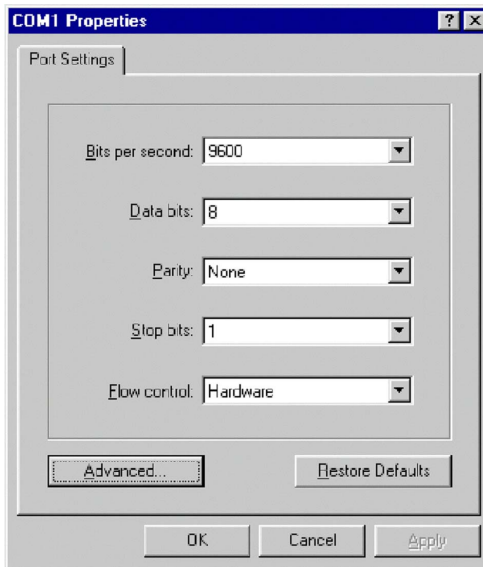 COM1 Properties
Port Settings
Bits per second: 9600
Data bits: 8
Parity: None
Stop bits: 1
Flow control: Hardware
Advanced... Restore Defaults
OK Cancel Apply